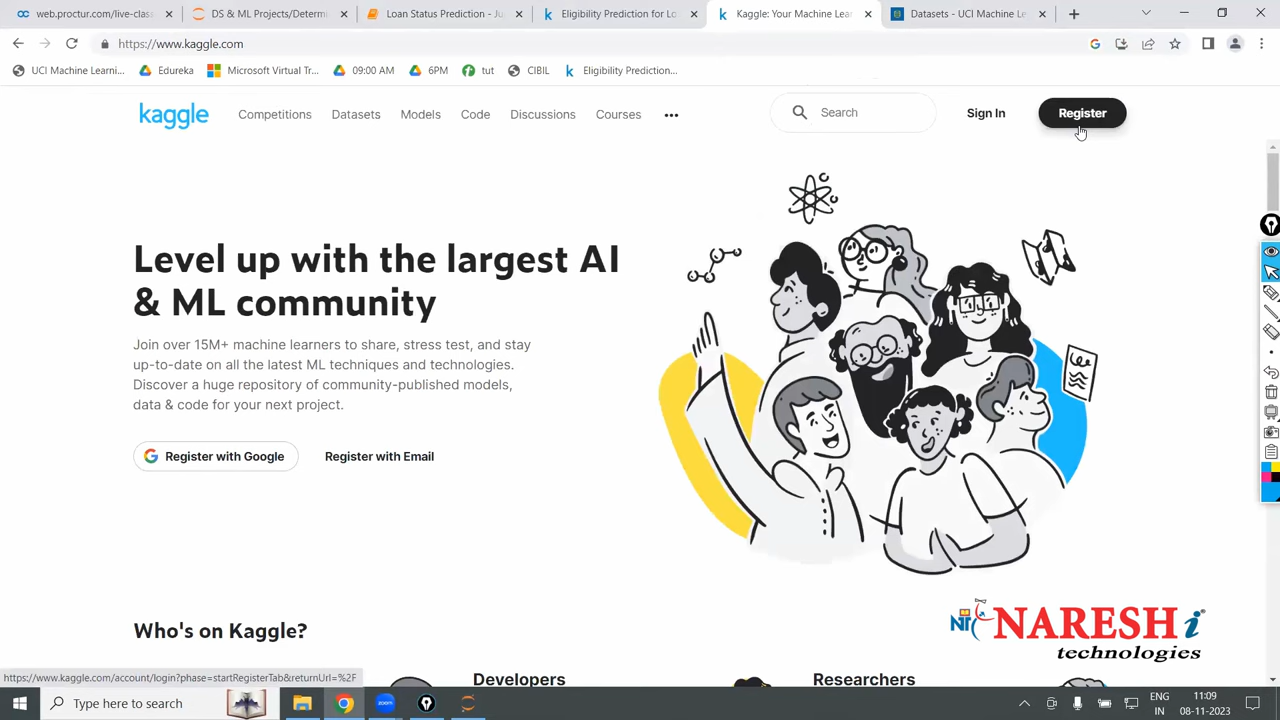 web.proctur.com/live-class
DS & ML Projects/Determi
Loan Status Prediction - Ju
Eligibility Prediction for Lo
Kaggle: Your Machine Lea
Datasets - UCI Machine Le
https://www.kaggle.com
UCI Machine Learni...
Edureka
Microsoft Virtual Tr...
09:00 AM
6PM
tut
CIBIL
Eligibility Prediction...
kaggle
Competitions
Datasets
Models
Code
Discussions
Courses
Search
Sign In
Register
Level up with the largest AI
& ML community
Join over 15M+ machine learners to share, stress test, and stay
up-to-date on all the latest ML techniques and technologies.
Discover a huge repository of community-published models,
data & code for your next project.
Register with Google
Register with Email
Who's on Kaggle?
NARESH i
technologies
https://www.kaggle.com/account/login?phase=startRegisterTab&returnUrl=%2F
Developers
Researchers
Type here to search
zoom
ENG
IN
11:09
08-11-2023